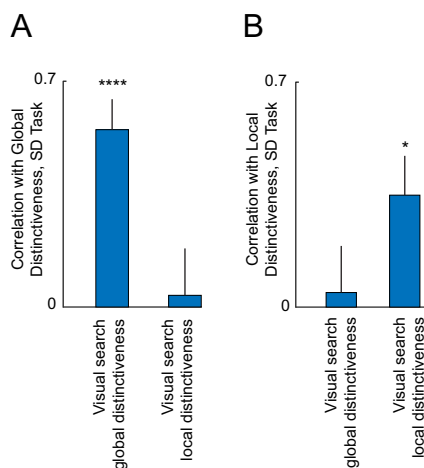 A
Correlation with Global
Distinctiveness, SD Task
0.7
0
****
Visual search
global distinctiveness
Visual search
local distinctiveness
B
Correlation with Local
Distinctiveness, SD Task
0.7
0
*
Visual search
global distinctiveness
Visual search
local distinctiveness